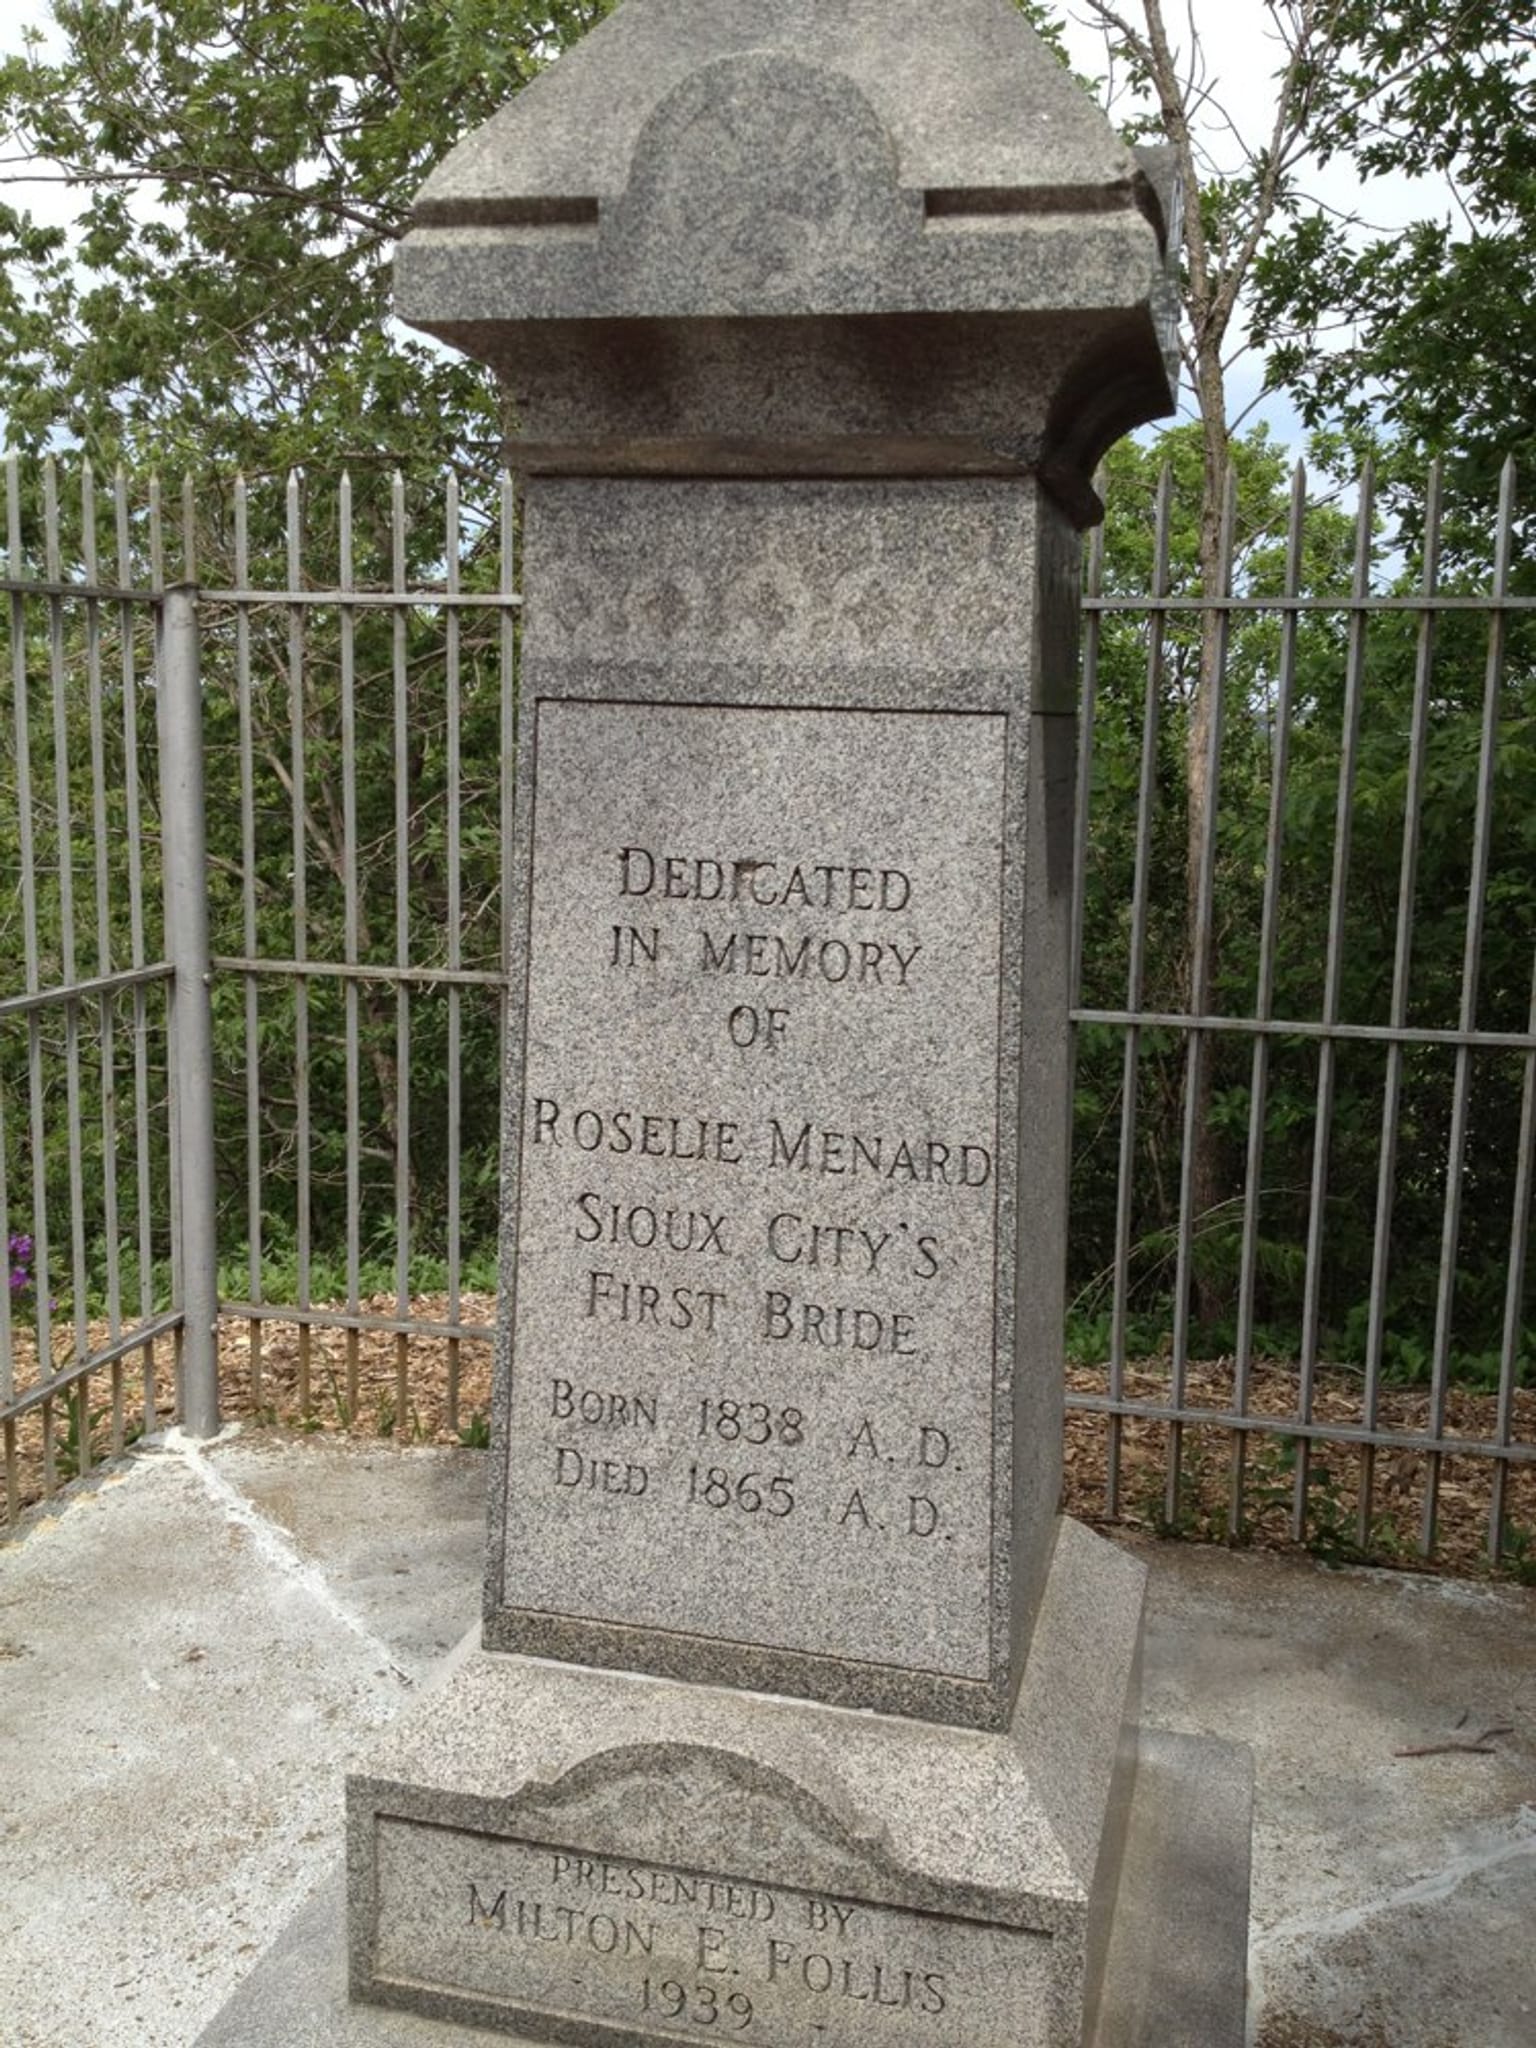 DEDICATED
IN MEMORY
OF
ROSELIE MENARD
SIOUX CITY'S
FIRST BRIDE
BORN 1838 A. D.
DIED 1865 A. D.
PRESENTED BY
MILTON E. FOLLIS
- 1939 -